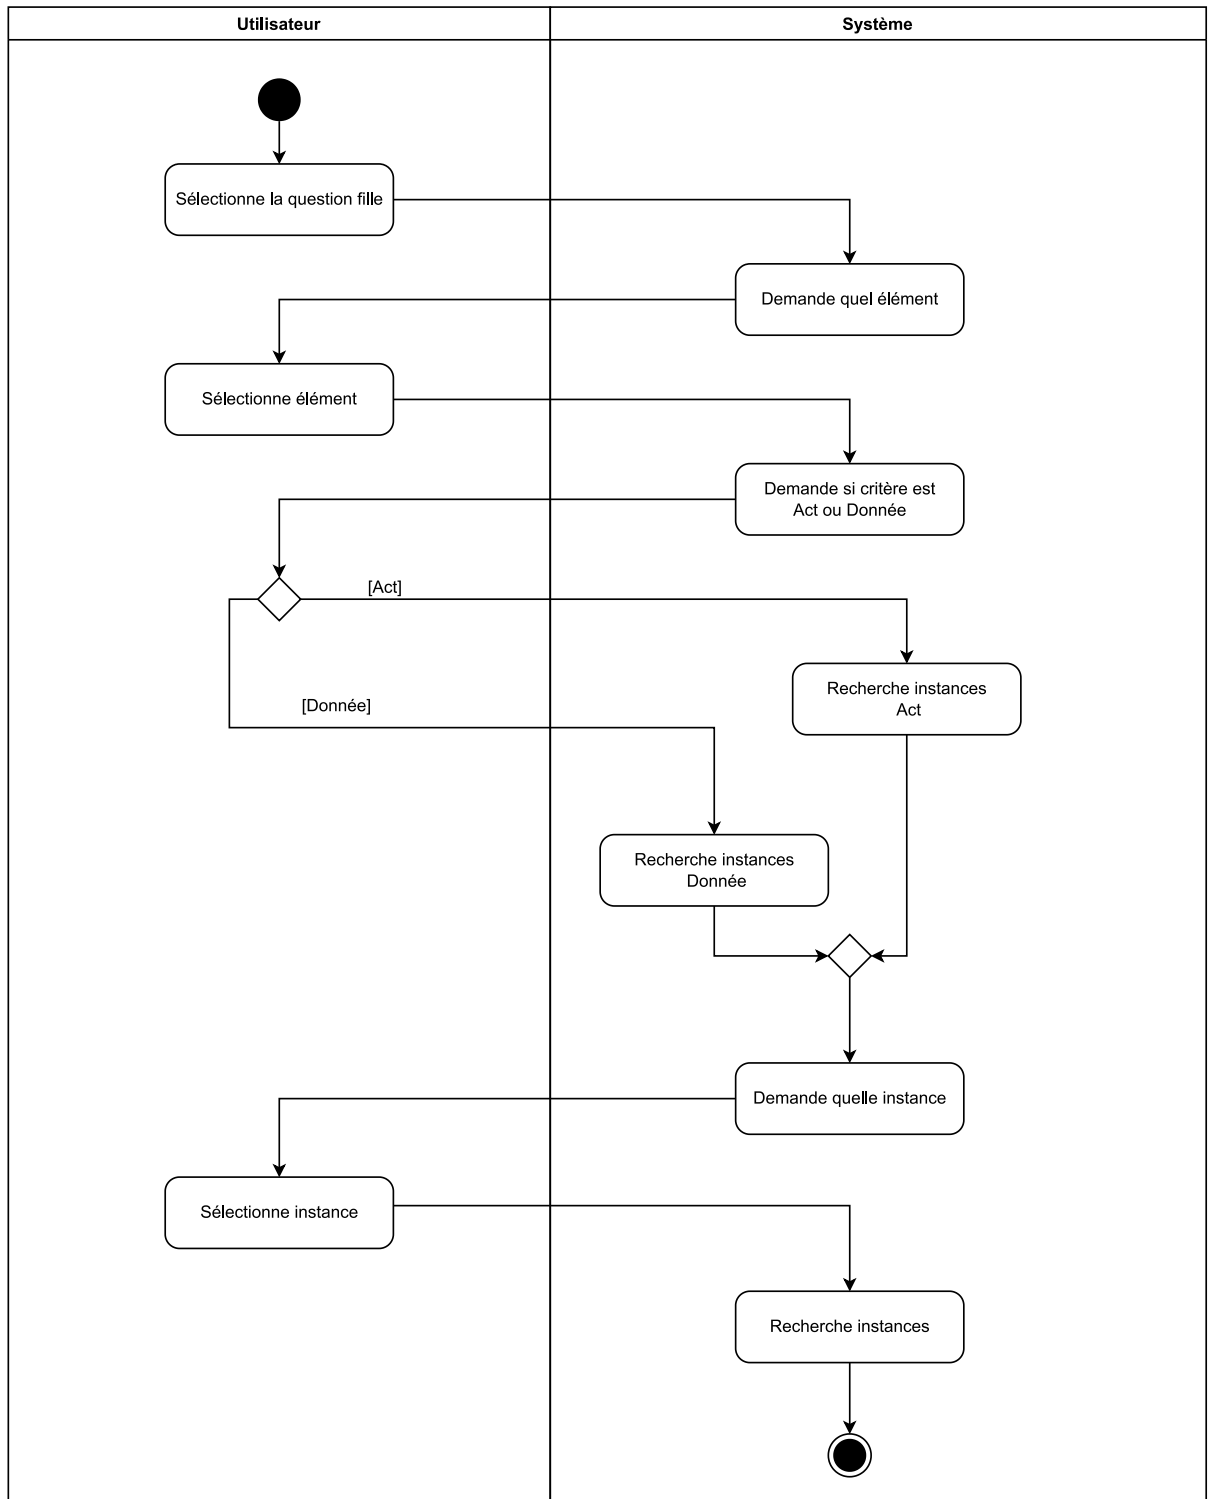 Utilisateur
Système
Sélectionne la question fille
Demande quel élément
Sélectionne élément
Demande si critère est
Act ou Donnée
[Act]
Recherche instances
Act
[Donnée]
Recherche instances
Donnée
Demande quelle instance
Sélectionne instance
Recherche instances